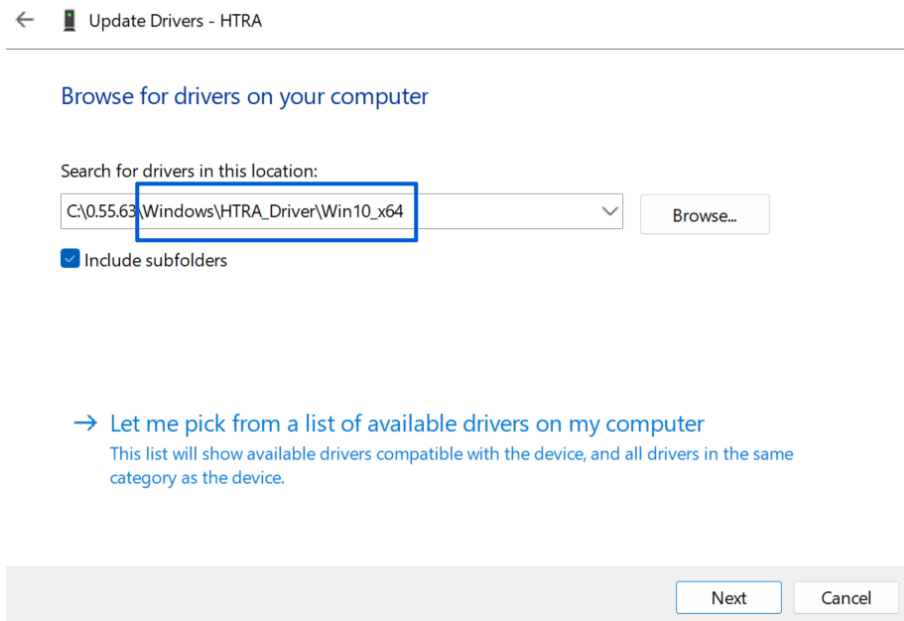 Update Drivers - HTRA
Browse for drivers on your computer
Search for drivers in this location:
C:\0.55.63\Windows\HTRA_Driver\Win10_x64
Browse...
Include subfolders
Let me pick from a list of available drivers on my computer
This list will show available drivers compatible with the device, and all drivers in the same
category as the device.
Next
Cancel